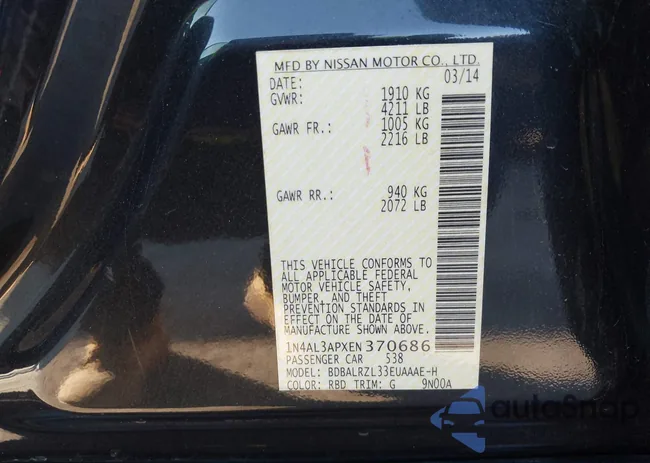 MFD BY NISSAN MOTOR CO., LTD.
DATE: 03/14
GVWR: 1910 KG
4211 LB
GAWR FR.: 1005 KG
2216 LB
GAWR RR.: 940 KG
2072 LB
THIS VEHICLE CONFORMS TO
ALL APPLICABLE FEDERAL
MOTOR VEHICLE SAFETY,
BUMPER, AND THEFT
PREVENTION STANDARDS IN
EFFECT ON THE DATE OF
MANUFACTURE SHOWN ABOVE.
1N4AL3APXEN370686
PASSENGER CAR 538
MODEL: BDBALRZL33EUAAAE-H
COLOR: RBD TRIM: G 9N00A
autoSnap